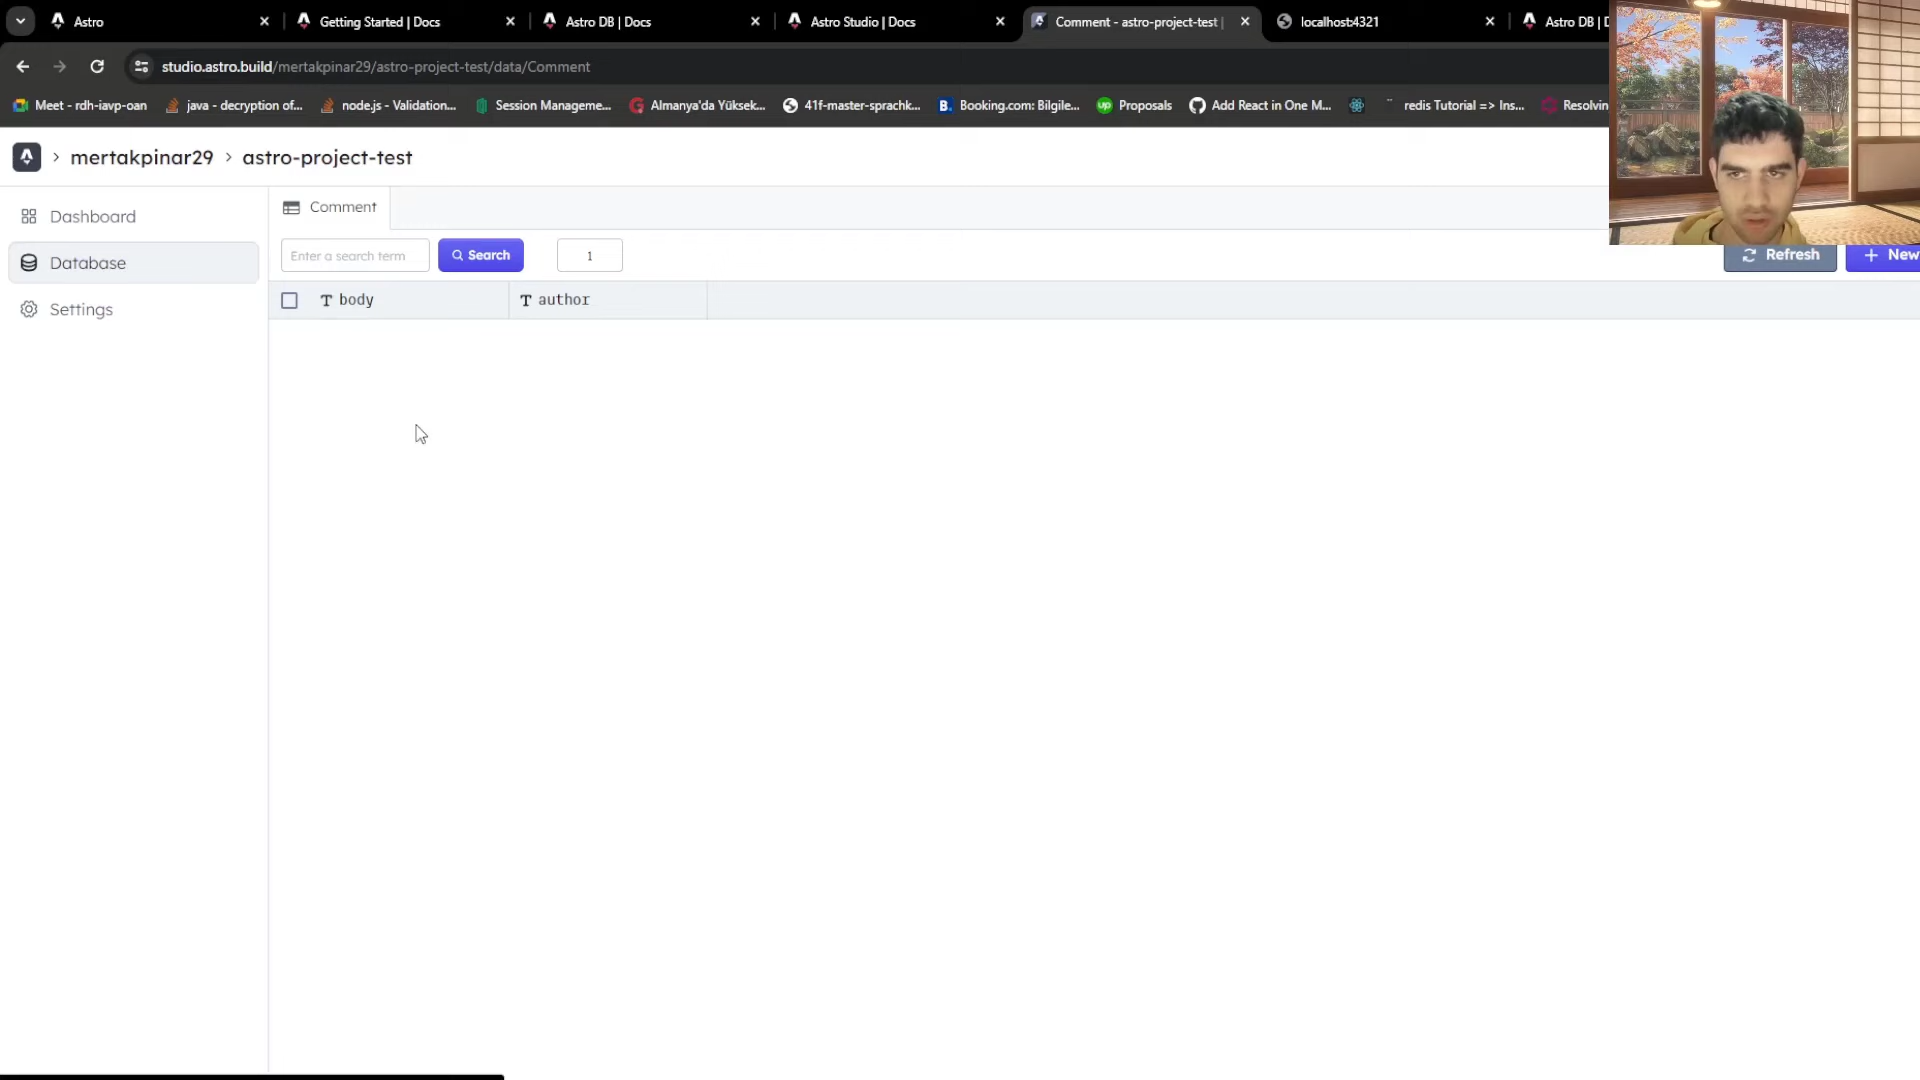 Astro
Getting Started | Docs
Astro DB | Docs
Astro Studio | Docs
Comment - astro-project-test |
localhost:4321
Astro DB | D
studio.astro.build/mertakpinar29/astro-project-test/data/Comment
Meet - rdh-iavp-oan
java - decryption of...
node.js - Validation...
Session Manageme...
Almanya'da Yüksek...
41f-master-sprachk...
Booking.com: Bilgile...
Proposals
Add React in One M...
redis Tutorial => Ins...
Resolvin
mertakpinar29 > astro-project-test
Dashboard
Database
Settings
Comment
Enter a search term
Search
1
Refresh
+ New
body
author